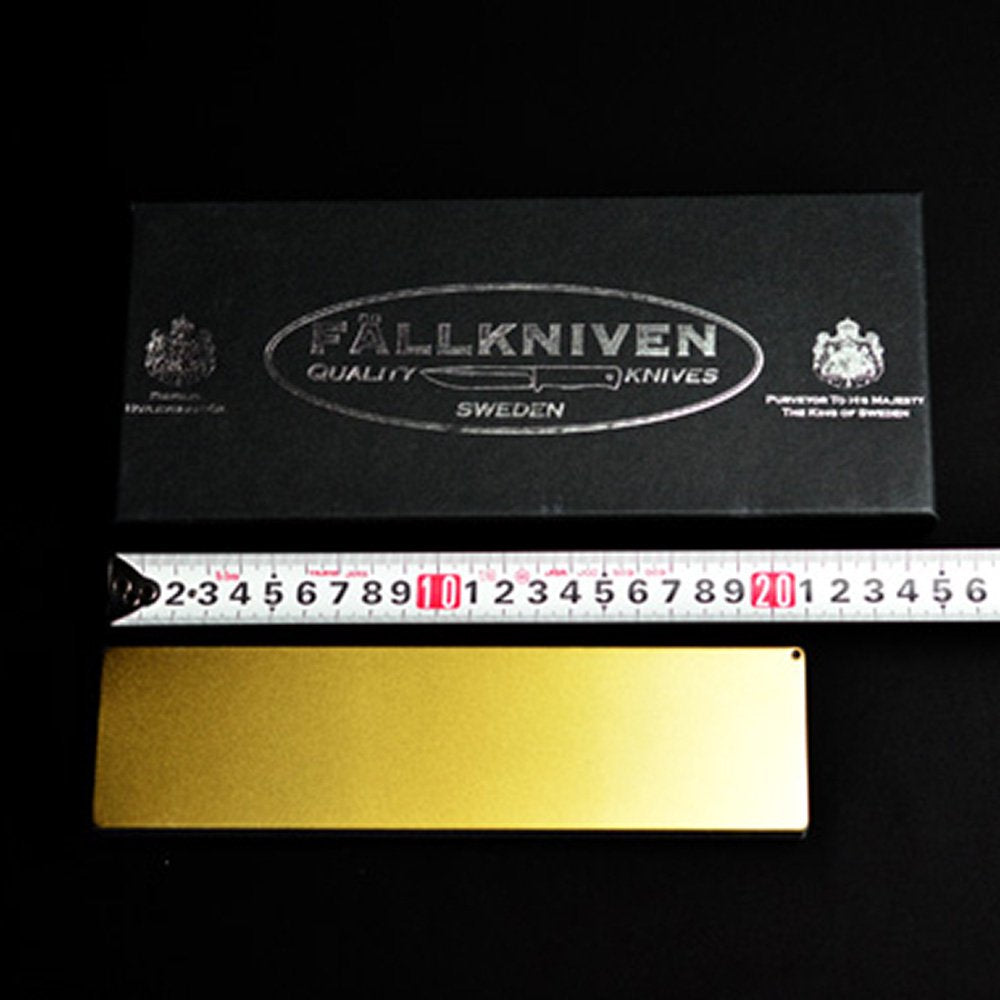 FÄLLKNIVEN
QUALITY KNIVES
SWEDEN
PURVEYOR TO HIS MAJESTY
THE KING OF SWEDEN
2 3 4 5 6 7 8 9 10 1 2 3 4 5 6 7 8 9 20 1 2 3 4 5 6